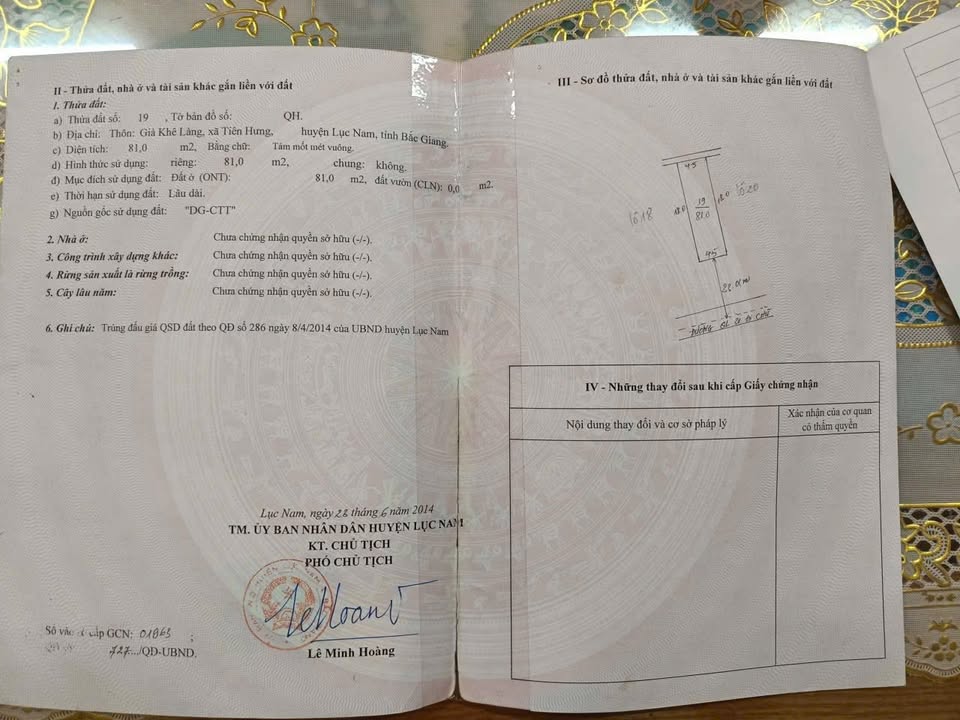 II - Thửa đất, nhà ở và tài sản khác gắn liền với đất
1. Thửa đất:
a) Thửa đất số: 19 , Tờ bản đồ số: QH.
b) Địa chỉ: Thôn: Già Khê Làng, xã Tiên Hưng, huyện Lục Nam, tỉnh Bắc Giang.
c) Diện tích: 81,0 m2, Bằng chữ: Tám mốt mét vuông.
d) Hình thức sử dụng: riêng: 81,0 m2, chung: không.
đ) Mục đích sử dụng đất: Đất ở (ONT): 81,0 m2, đất vườn (CLN): 0,0 m2.
e) Thời hạn sử dụng đất: Lâu dài.
g) Nguồn gốc sử dụng đất: "DG-CTT"
2. Nhà ở: Chưa chứng nhận quyền sở hữu (-/-).
3. Công trình xây dựng khác: Chưa chứng nhận quyền sở hữu (-/-).
4. Rừng sản xuất là rừng trồng: Chưa chứng nhận quyền sở hữu (-/-).
5. Cây lâu năm: Chưa chứng nhận quyền sở hữu (-/-).
6. Ghi chú: Trúng đấu giá QSD đất theo QĐ số 286 ngày 8/4/2014 của UBND huyện Lục Nam
Lục Nam, ngày 28 tháng 6 năm 2014
TM. ỦY BAN NHÂN DÂN HUYỆN LỤC NAM
KT. CHỦ TỊCH
PHÓ CHỦ TỊCH
Lê Minh Hoàng
Số vào cấp GCN: 01863
727.../QĐ-UBND.
III - Sơ đồ thửa đất, nhà ở và tài sản khác gắn liền với đất
4.5
lô 18
18.0
19
81.0
18.0
lô 20
4.5
IV - Những thay đổi sau khi cấp Giấy chứng nhận
Nội dung thay đổi và cơ sở pháp lý
Xác nhận của cơ quan
có thẩm quyền